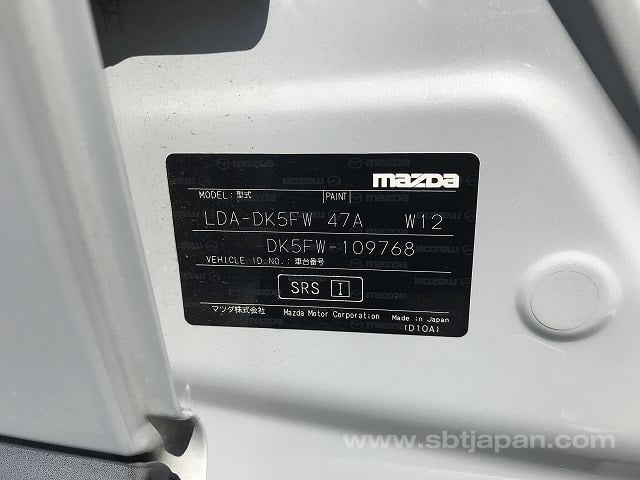 mazda
MODEL: 型式 PAINT
LDA-DK5FW 47A W12
DK5FW-109768
VEHICLE ID.NO.: 車台番号
SRS I
マツダ株式会社 Mazda Motor Corporation Made in Japan
(D10A)
www.sbtjapan.com